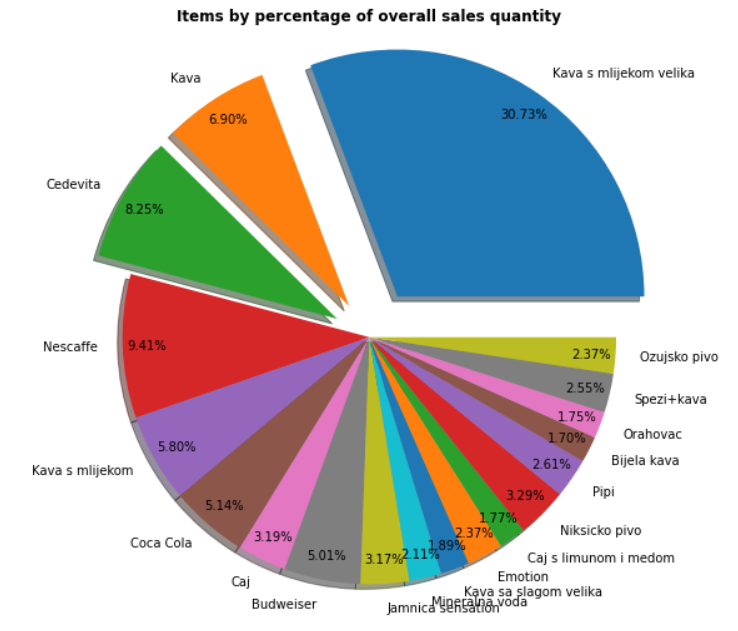 Items by percentage of overall sales quantity
Kava s mlijekom velika
30.73%
Kava
6.90%
Cedevita
8.25%
Nescaffe
9.41%
Kava s mlijekom
5.80%
Coca Cola
5.14%
Caj
3.19%
Budweiser
5.01%
Jamnica sensation
3.17%
Mineralna voda
2.11%
Kava sa slagom velika
1.89%
Emotion
2.37%
Caj s limunom i medom
1.77%
Niksicko pivo
3.29%
Pipi
2.61%
Bijela kava
1.70%
Orahovac
1.75%
Spezi+kava
2.55%
Ozujsko pivo
2.37%